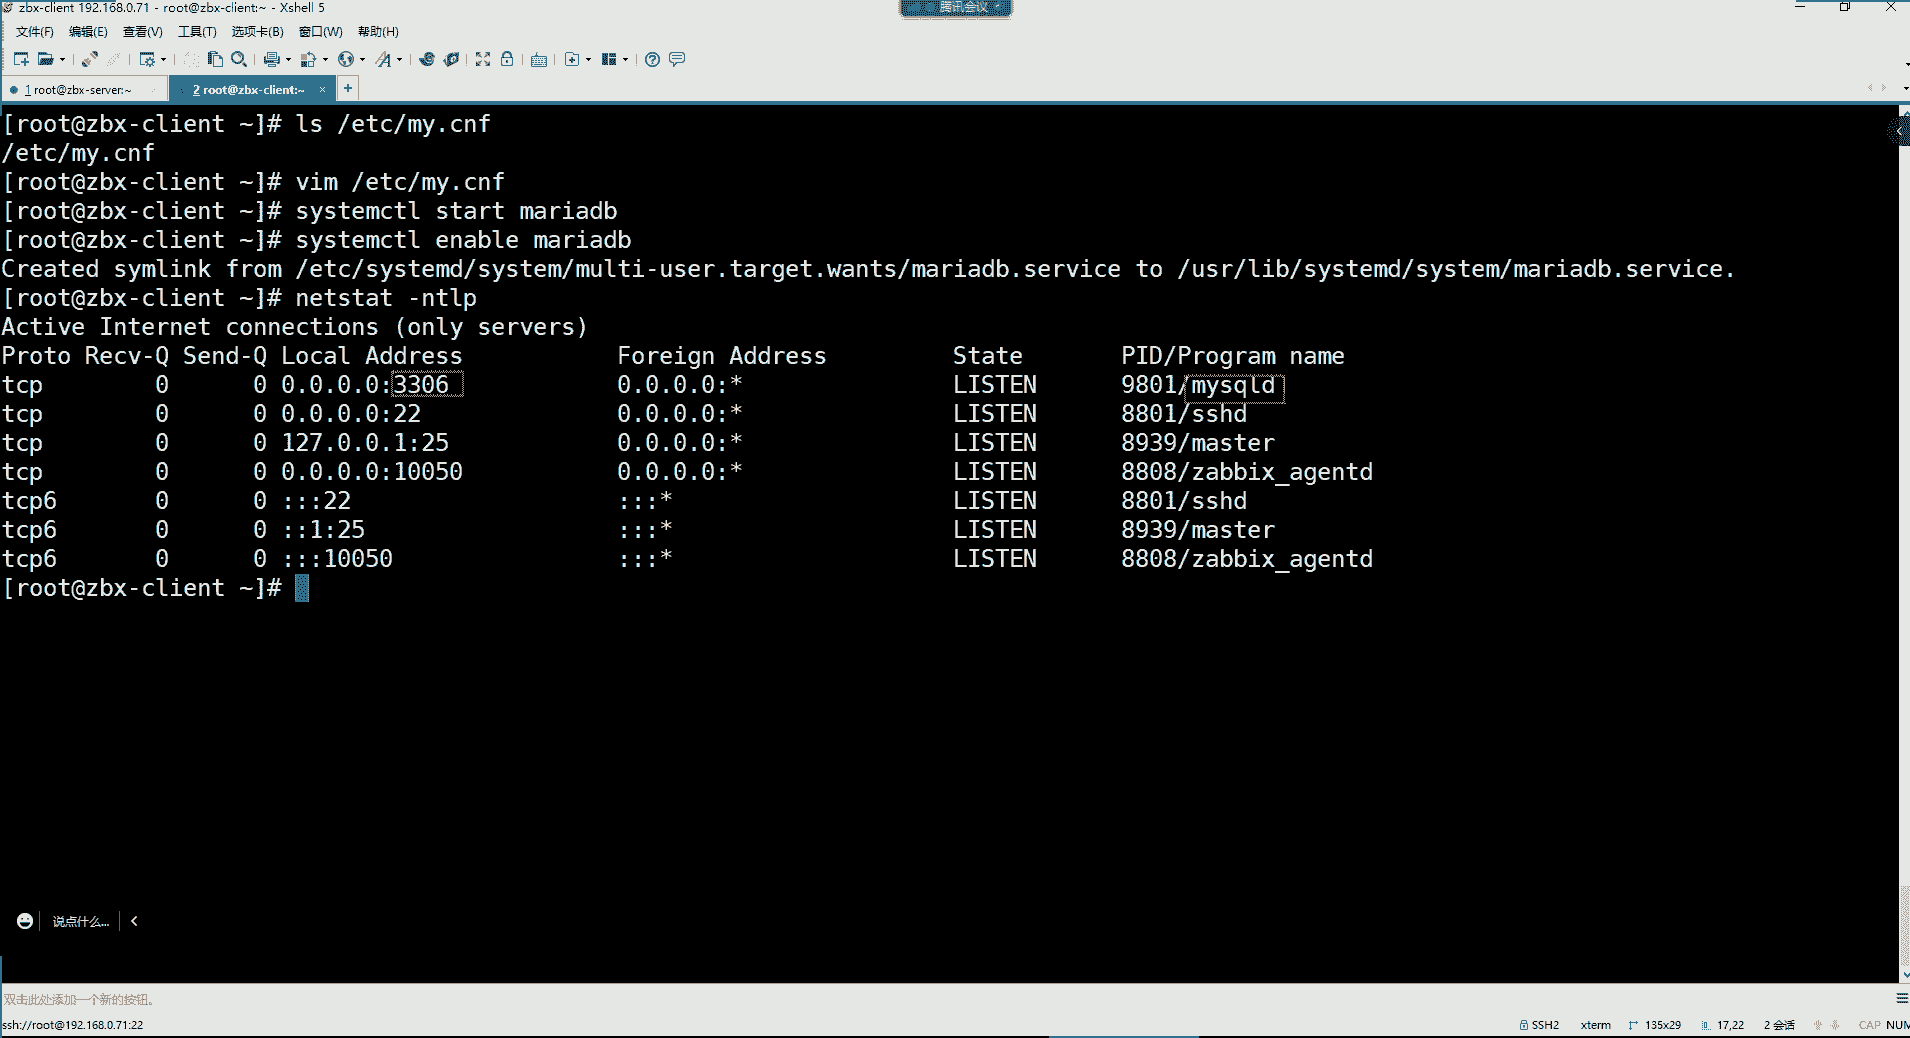 zbx-client 192.168.0.71 - root@zbx-client:~ - Xshell 5
腾讯会议
文件(F) 编辑(E) 查看(V) 工具(T) 选项卡(B) 窗口(W) 帮助(H)
1 root@zbx-server:~ 2 root@zbx-client:~ × +
[root@zbx-client ~]# ls /etc/my.cnf
/etc/my.cnf
[root@zbx-client ~]# vim /etc/my.cnf
[root@zbx-client ~]# systemctl start mariadb
[root@zbx-client ~]# systemctl enable mariadb
Created symlink from /etc/systemd/system/multi-user.target.wants/mariadb.service to /usr/lib/systemd/system/mariadb.service.
[root@zbx-client ~]# netstat -ntlp
Active Internet connections (only servers)
Proto Recv-Q Send-Q Local Address Foreign Address State PID/Program name
tcp 0 0 0.0.0.0:3306 0.0.0.0:* LISTEN 9801/mysqld
tcp 0 0 0.0.0.0:22 0.0.0.0:* LISTEN 8801/sshd
tcp 0 0 127.0.0.1:25 0.0.0.0:* LISTEN 8939/master
tcp 0 0 0.0.0.0:10050 0.0.0.0:* LISTEN 8808/zabbix_agentd
tcp6 0 0 :::22 :::* LISTEN 8801/sshd
tcp6 0 0 ::1:25 :::* LISTEN 8939/master
tcp6 0 0 :::10050 :::* LISTEN 8808/zabbix_agentd
[root@zbx-client ~]#
说点什么...
双击此处添加一个新的按钮。
ssh://root@192.168.0.71:22 SSH2 xterm 135x29 17,22 2 会话 CAP NUM